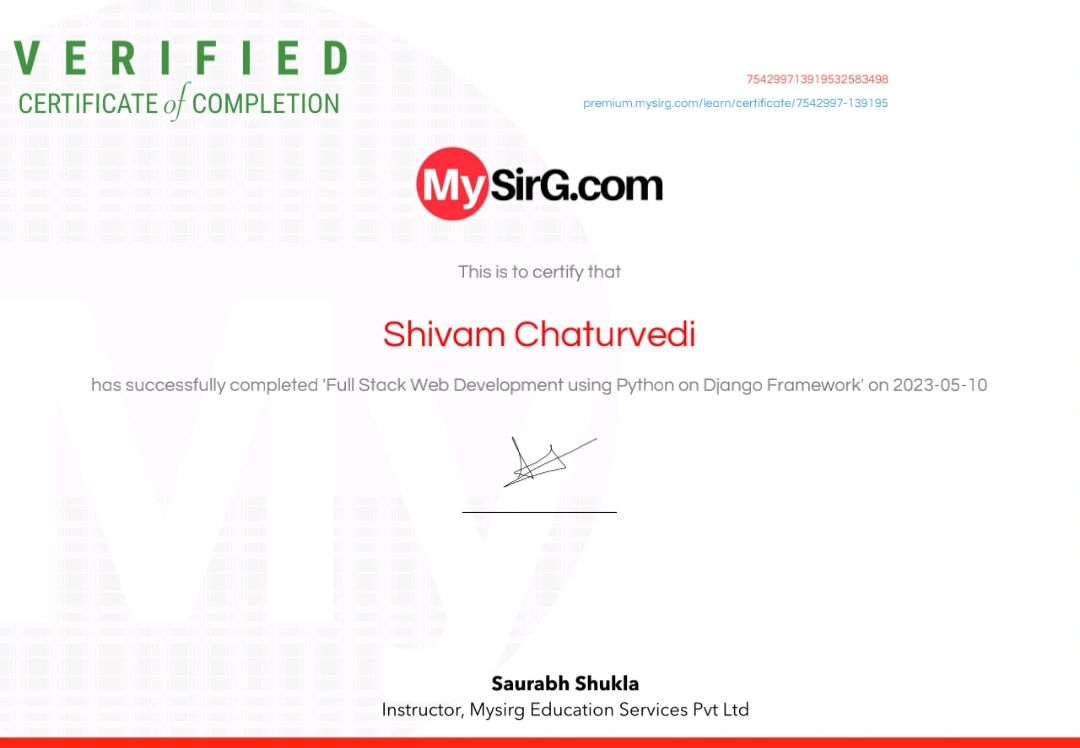 VERIFIED
CERTIFICATE of COMPLETION
754299713919532583498
premium.mysirg.com/learn/certificate/7542997-139195
MySirG.com
This is to certify that
Shivam Chaturvedi
has successfully completed 'Full Stack Web Development using Python on Django Framework' on 2023-05-10
Saurabh Shukla
Instructor, Mysirg Education Services Pvt Ltd
My